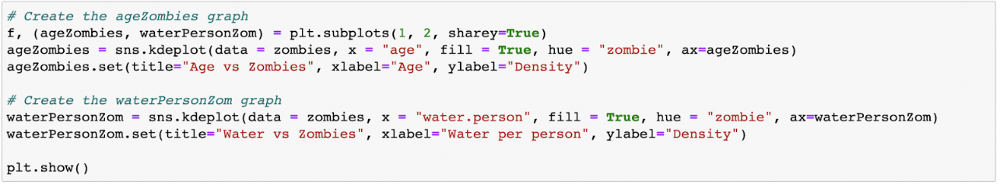 # Create the ageZombies graph
f, (ageZombies, waterPersonZom) = plt.subplots(1, 2, sharey=True)
ageZombies = sns.kdeplot(data = zombies, x = "age", fill = True, hue = "zombie", ax=ageZombies)
ageZombies.set(title="Age vs Zombies", xlabel="Age", ylabel="Density")
# Create the waterPersonZom graph
waterPersonZom = sns.kdeplot(data = zombies, x = "water.person", fill = True, hue = "zombie", ax=waterPersonZom)
waterPersonZom.set(title="Water vs Zombies", xlabel="Water per person", ylabel="Density")
plt.show()